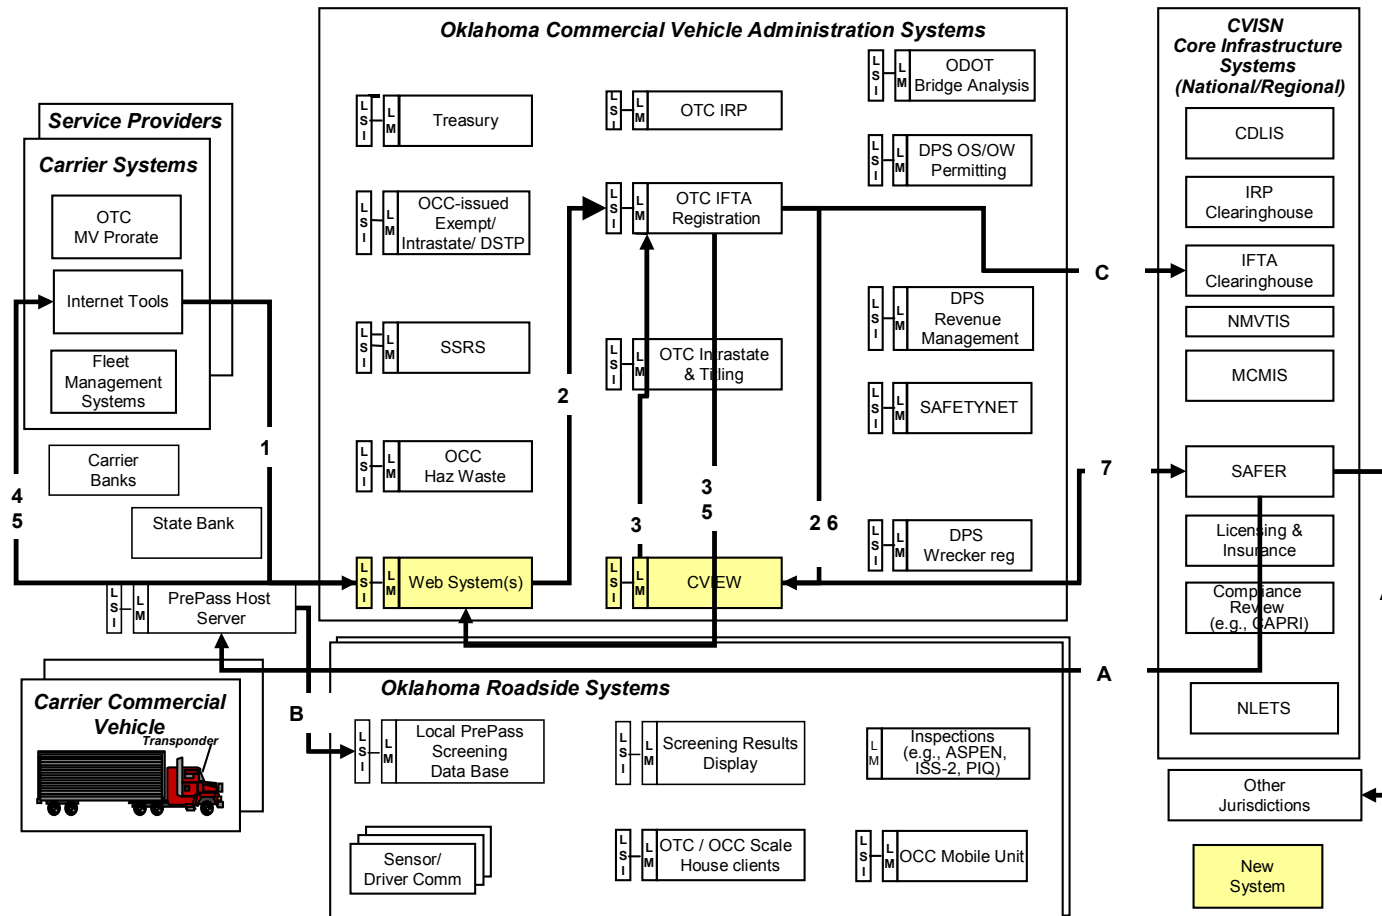 Oklahoma Commercial Vehicle Administration Systems
CVISN
Core Infrastructure
Systems
(National/Regional)
Service Providers
Carrier Systems
OTC
MV Prorate
Internet Tools
Fleet
Management
Systems
Carrier
Banks
State Bank
4
5
1
L
S
I
L
M
Treasury
L
S
I
L
M
OCC-issued
Exempt/
Intrastate/ DSTP
L
S
I
L
M
SSRS
L
S
I
L
M
OCC
Haz Waste
L
S
I
L
M
Web System(s)
2
L
S
I
L
M
OTC IRP
L
S
I
L
M
OTC IFTA
Registration
L
S
I
L
M
OTC Intrastate
& Titling
3
3
5
L
S
I
L
M
CVIEW
2 6
L
S
I
L
M
ODOT
Bridge Analysis
L
S
I
L
M
DPS OS/OW
Permitting
L
S
I
L
M
DPS
Revenue
Management
L
S
I
L
M
SAFETYNET
L
S
I
L
M
DPS
Wrecker reg
C
7
A
CDLIS
IRP
Clearinghouse
IFTA
Clearinghouse
NMVTIS
MCMIS
SAFER
Licensing &
Insurance
Compliance
Review
(e.g., CAPRI)
NLETS
Other
Jurisdictions
New
System
L
S
I
L
M
PrePass Host
Server
Carrier Commercial
Vehicle
Transponder
B
Oklahoma Roadside Systems
L
S
I
L
M
Local PrePass
Screening
Data Base
L
S
I
L
M
Screening Results
Display
L
M
Inspections
(e.g., ASPEN,
ISS-2, PIQ)
Sensor/
Driver Comm
L
S
I
L
M
OTC / OCC Scale
House clients
L
S
I
L
M
OCC Mobile Unit